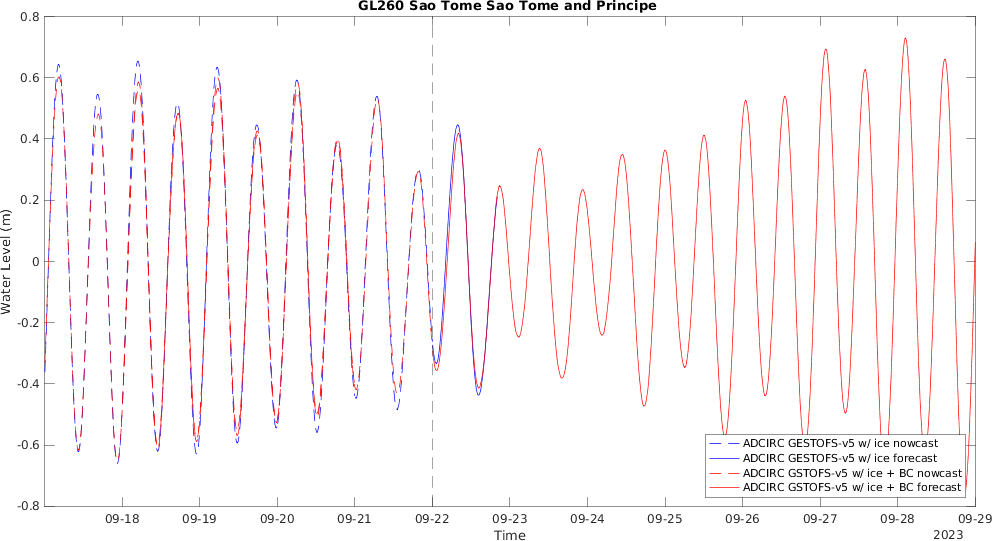 GL260 Sao Tome Sao Tome and Principe
Water Level (m)
0.8
0.6
0.4
0.2
0
-0.2
-0.4
-0.6
-0.8
ADCIRC GESTOFS-v5 w/ ice nowcast
ADCIRC GESTOFS-v5 w/ ice forecast
ADCIRC GSTOFS-v5 w/ ice + BC nowcast
ADCIRC GSTOFS-v5 w/ ice + BC forecast
09-18 09-19 09-20 09-21 09-22 09-23 09-24 09-25 09-26 09-27 09-28 09-29
Time 2023